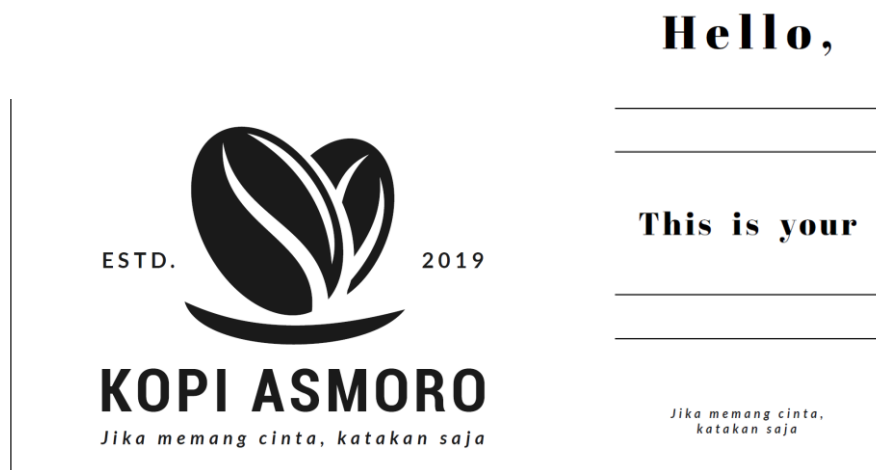 ESTD. 2019
KOPI ASMORO
Jika memang cinta, katakan saja
Hello,
This is your
Jika memang cinta,
katakan saja